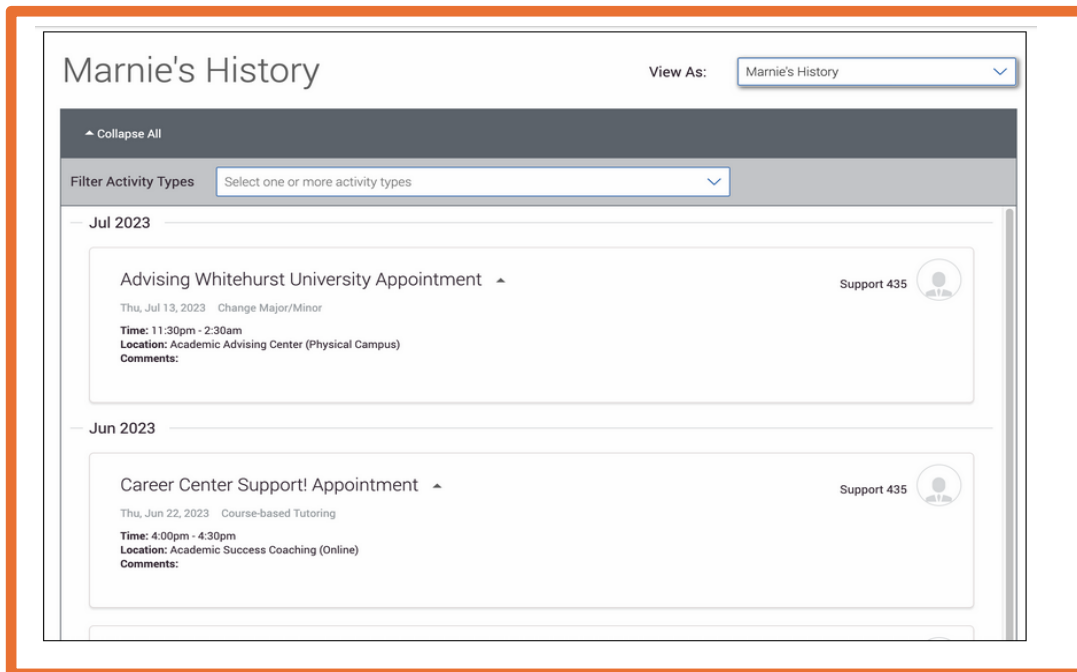 Marnie's History
View As:
Marnie's History
Collapse All
Filter Activity Types
Select one or more activity types
Jul 2023
Advising Whitehurst University Appointment
Support 435
Thu, Jul 13, 2023 Change Major/Minor
Time: 11:30pm - 2:30am
Location: Academic Advising Center (Physical Campus)
Comments:
Jun 2023
Career Center Support! Appointment
Support 435
Thu, Jun 22, 2023 Course-based Tutoring
Time: 4:00pm - 4:30pm
Location: Academic Success Coaching (Online)
Comments: